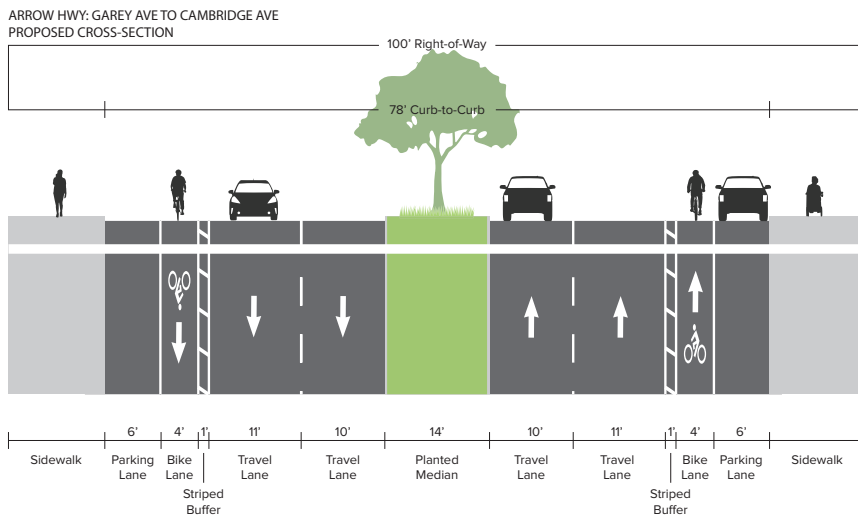 ARROW HWY: GAREY AVE TO CAMBRIDGE AVE
PROPOSED CROSS-SECTION
100' Right-of-Way
78' Curb-to-Curb
6' 4' 1' 11' 10' 14' 10' 11' 1' 4' 6'
Sidewalk Parking Bike Travel Travel Planted Travel Travel Bike Parking Sidewalk
Lane Lane Lane Lane Median Lane Lane Lane Lane
Striped Striped
Buffer Buffer